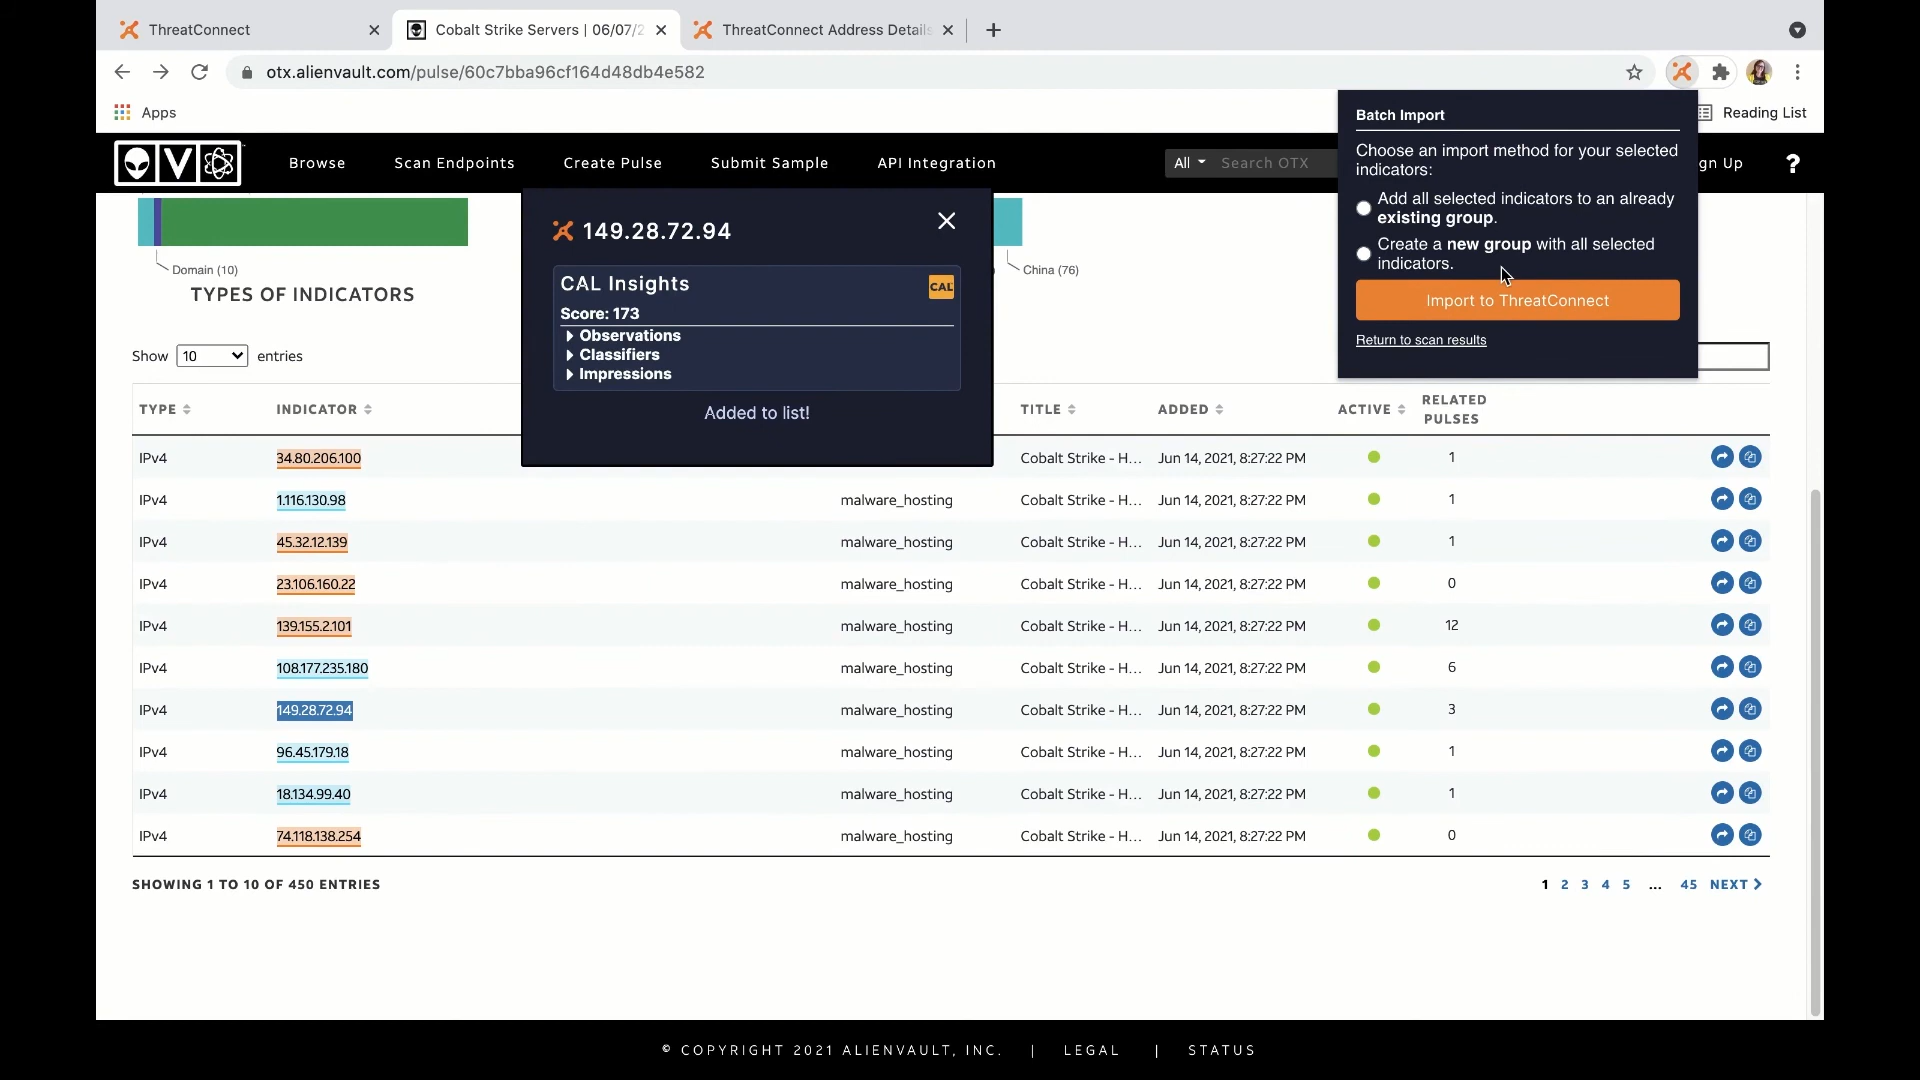 ThreatConnect
Cobalt Strike Servers | 06/07/2
ThreatConnect Address Details
otx.alienvault.com/pulse/60c7bba96cf164d48db4e582
Apps
Reading List
Browse
Scan Endpoints
Create Pulse
Submit Sample
API Integration
All
Search OTX
gn Up
?
Batch Import
Choose an import method for your selected
indicators:
Add all selected indicators to an already
existing group.
Create a new group with all selected
indicators.
Import to ThreatConnect
Return to scan results
149.28.72.94
CAL Insights
CAL
Score: 173
Observations
Classifiers
Impressions
Added to list!
Domain (10)
China (76)
TYPES OF INDICATORS
Show 10 entries
TYPE INDICATOR TITLE ADDED ACTIVE RELATED
PULSES
IPv4 34.80.206.100 Cobalt Strike - H... Jun 14, 2021, 8:27:22 PM 1
IPv4 1.116.130.98 malware_hosting Cobalt Strike - H... Jun 14, 2021, 8:27:22 PM 1
IPv4 45.32.12.139 malware_hosting Cobalt Strike - H... Jun 14, 2021, 8:27:22 PM 1
IPv4 23.106.160.22 malware_hosting Cobalt Strike - H... Jun 14, 2021, 8:27:22 PM 0
IPv4 139.155.2.101 malware_hosting Cobalt Strike - H... Jun 14, 2021, 8:27:22 PM 12
IPv4 108.177.235.180 malware_hosting Cobalt Strike - H... Jun 14, 2021, 8:27:22 PM 6
IPv4 149.28.72.94 malware_hosting Cobalt Strike - H... Jun 14, 2021, 8:27:22 PM 3
IPv4 96.45.179.18 malware_hosting Cobalt Strike - H... Jun 14, 2021, 8:27:22 PM 1
IPv4 18.134.99.40 malware_hosting Cobalt Strike - H... Jun 14, 2021, 8:27:22 PM 1
IPv4 74.118.138.254 malware_hosting Cobalt Strike - H... Jun 14, 2021, 8:27:22 PM 0
SHOWING 1 TO 10 OF 450 ENTRIES
1 2 3 4 5 ... 45 NEXT
© COPYRIGHT 2021 ALIENVAULT, INC. | LEGAL | STATUS